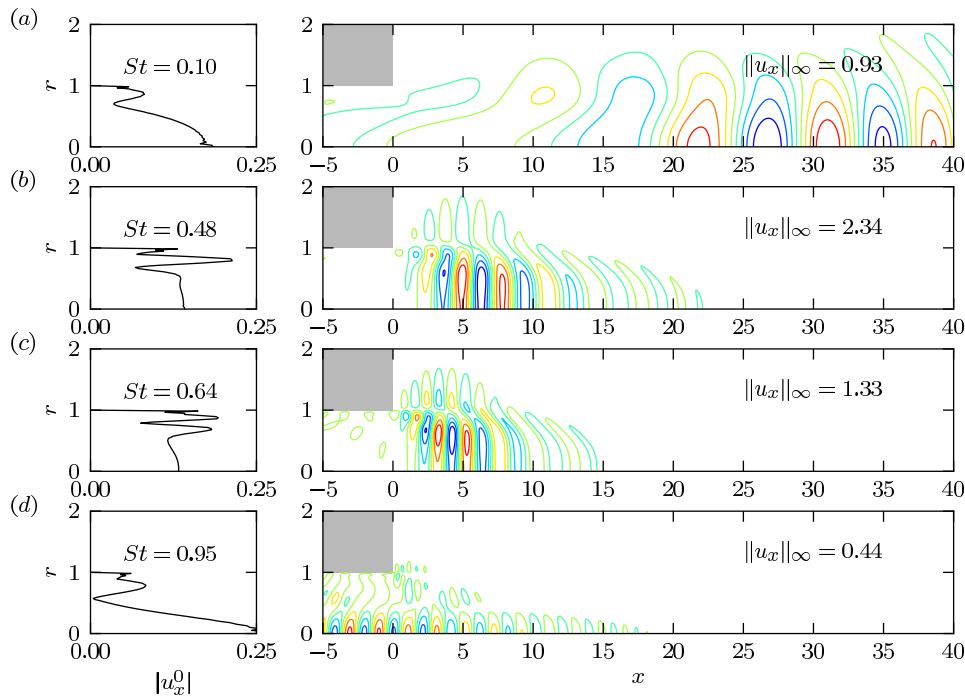 (a)
2
1
0
r
St = 0.10
0.00
0.25
‖u_x‖_∞ = 0.93
2
1
0
−5 0 5 10 15 20 25 30 35 40
(b)
2
1
0
r
St = 0.48
0.00
0.25
‖u_x‖_∞ = 2.34
2
1
0
−5 0 5 10 15 20 25 30 35 40
(c)
2
1
0
r
St = 0.64
0.00
0.25
‖u_x‖_∞ = 1.33
2
1
0
−5 0 5 10 15 20 25 30 35 40
(d)
2
1
0
r
St = 0.95
0.00
0.25
|u_x^0|
‖u_x‖_∞ = 0.44
2
1
0
−5 0 5 10 15 20 25 30 35 40
x